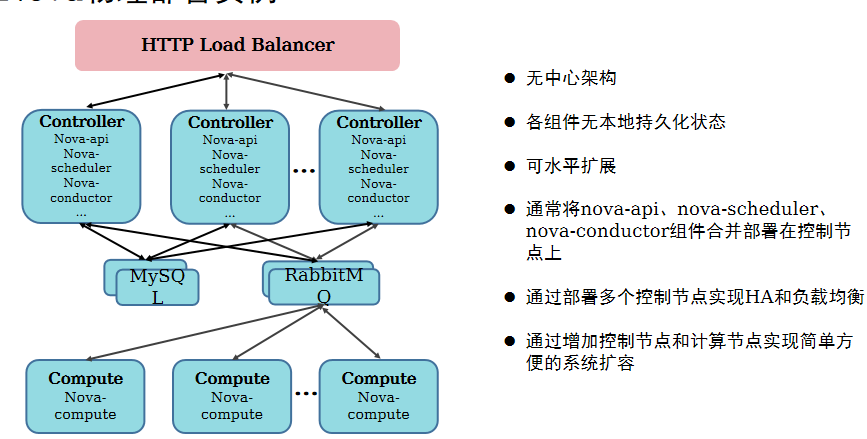 HTTP Load Balancer
Controller
Nova-api
Nova-
scheduler
Nova-
conductor
...
Controller
Nova-api
Nova-
scheduler
Nova-
conductor
...
...
Controller
Nova-api
Nova-
scheduler
Nova-
conductor
...
MySQ
L
RabbitM
Q
Compute
Nova-
compute
Compute
Nova-
compute
...
Compute
Nova-
compute
● 无中心架构
● 各组件无本地持久化状态
● 可水平扩展
● 通常将nova-api、nova-scheduler、
nova-conductor组件合并部署在控制节
点上
● 通过部署多个控制节点实现HA和负载均衡
● 通过增加控制节点和计算节点实现简单方
便的系统扩容